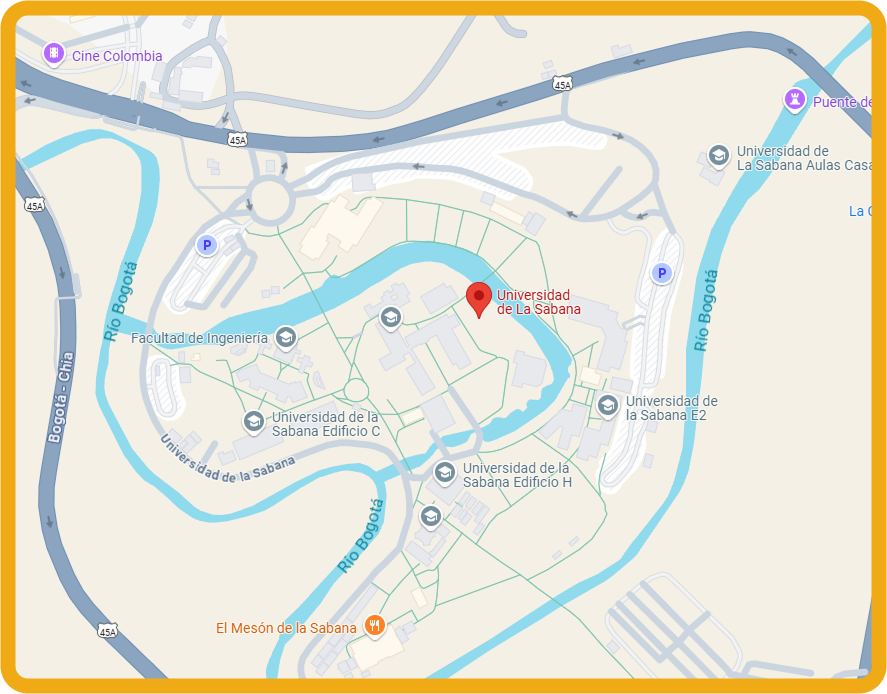 Cine Colombia
45A
Puente de
45A
Universidad de
La Sabana Aulas Casa
45A
La C
P
P
Río Bogotá
Río Bogotá
Universidad
de La Sabana
Facultad de Ingeniería
Bogotá - Chia
Universidad de
la Sabana E2
Universidad de la
Sabana Edificio C
Universidad de la Sabana
Universidad de la
Sabana Edificio H
Río Bogotá
El Mesón de la Sabana
45A